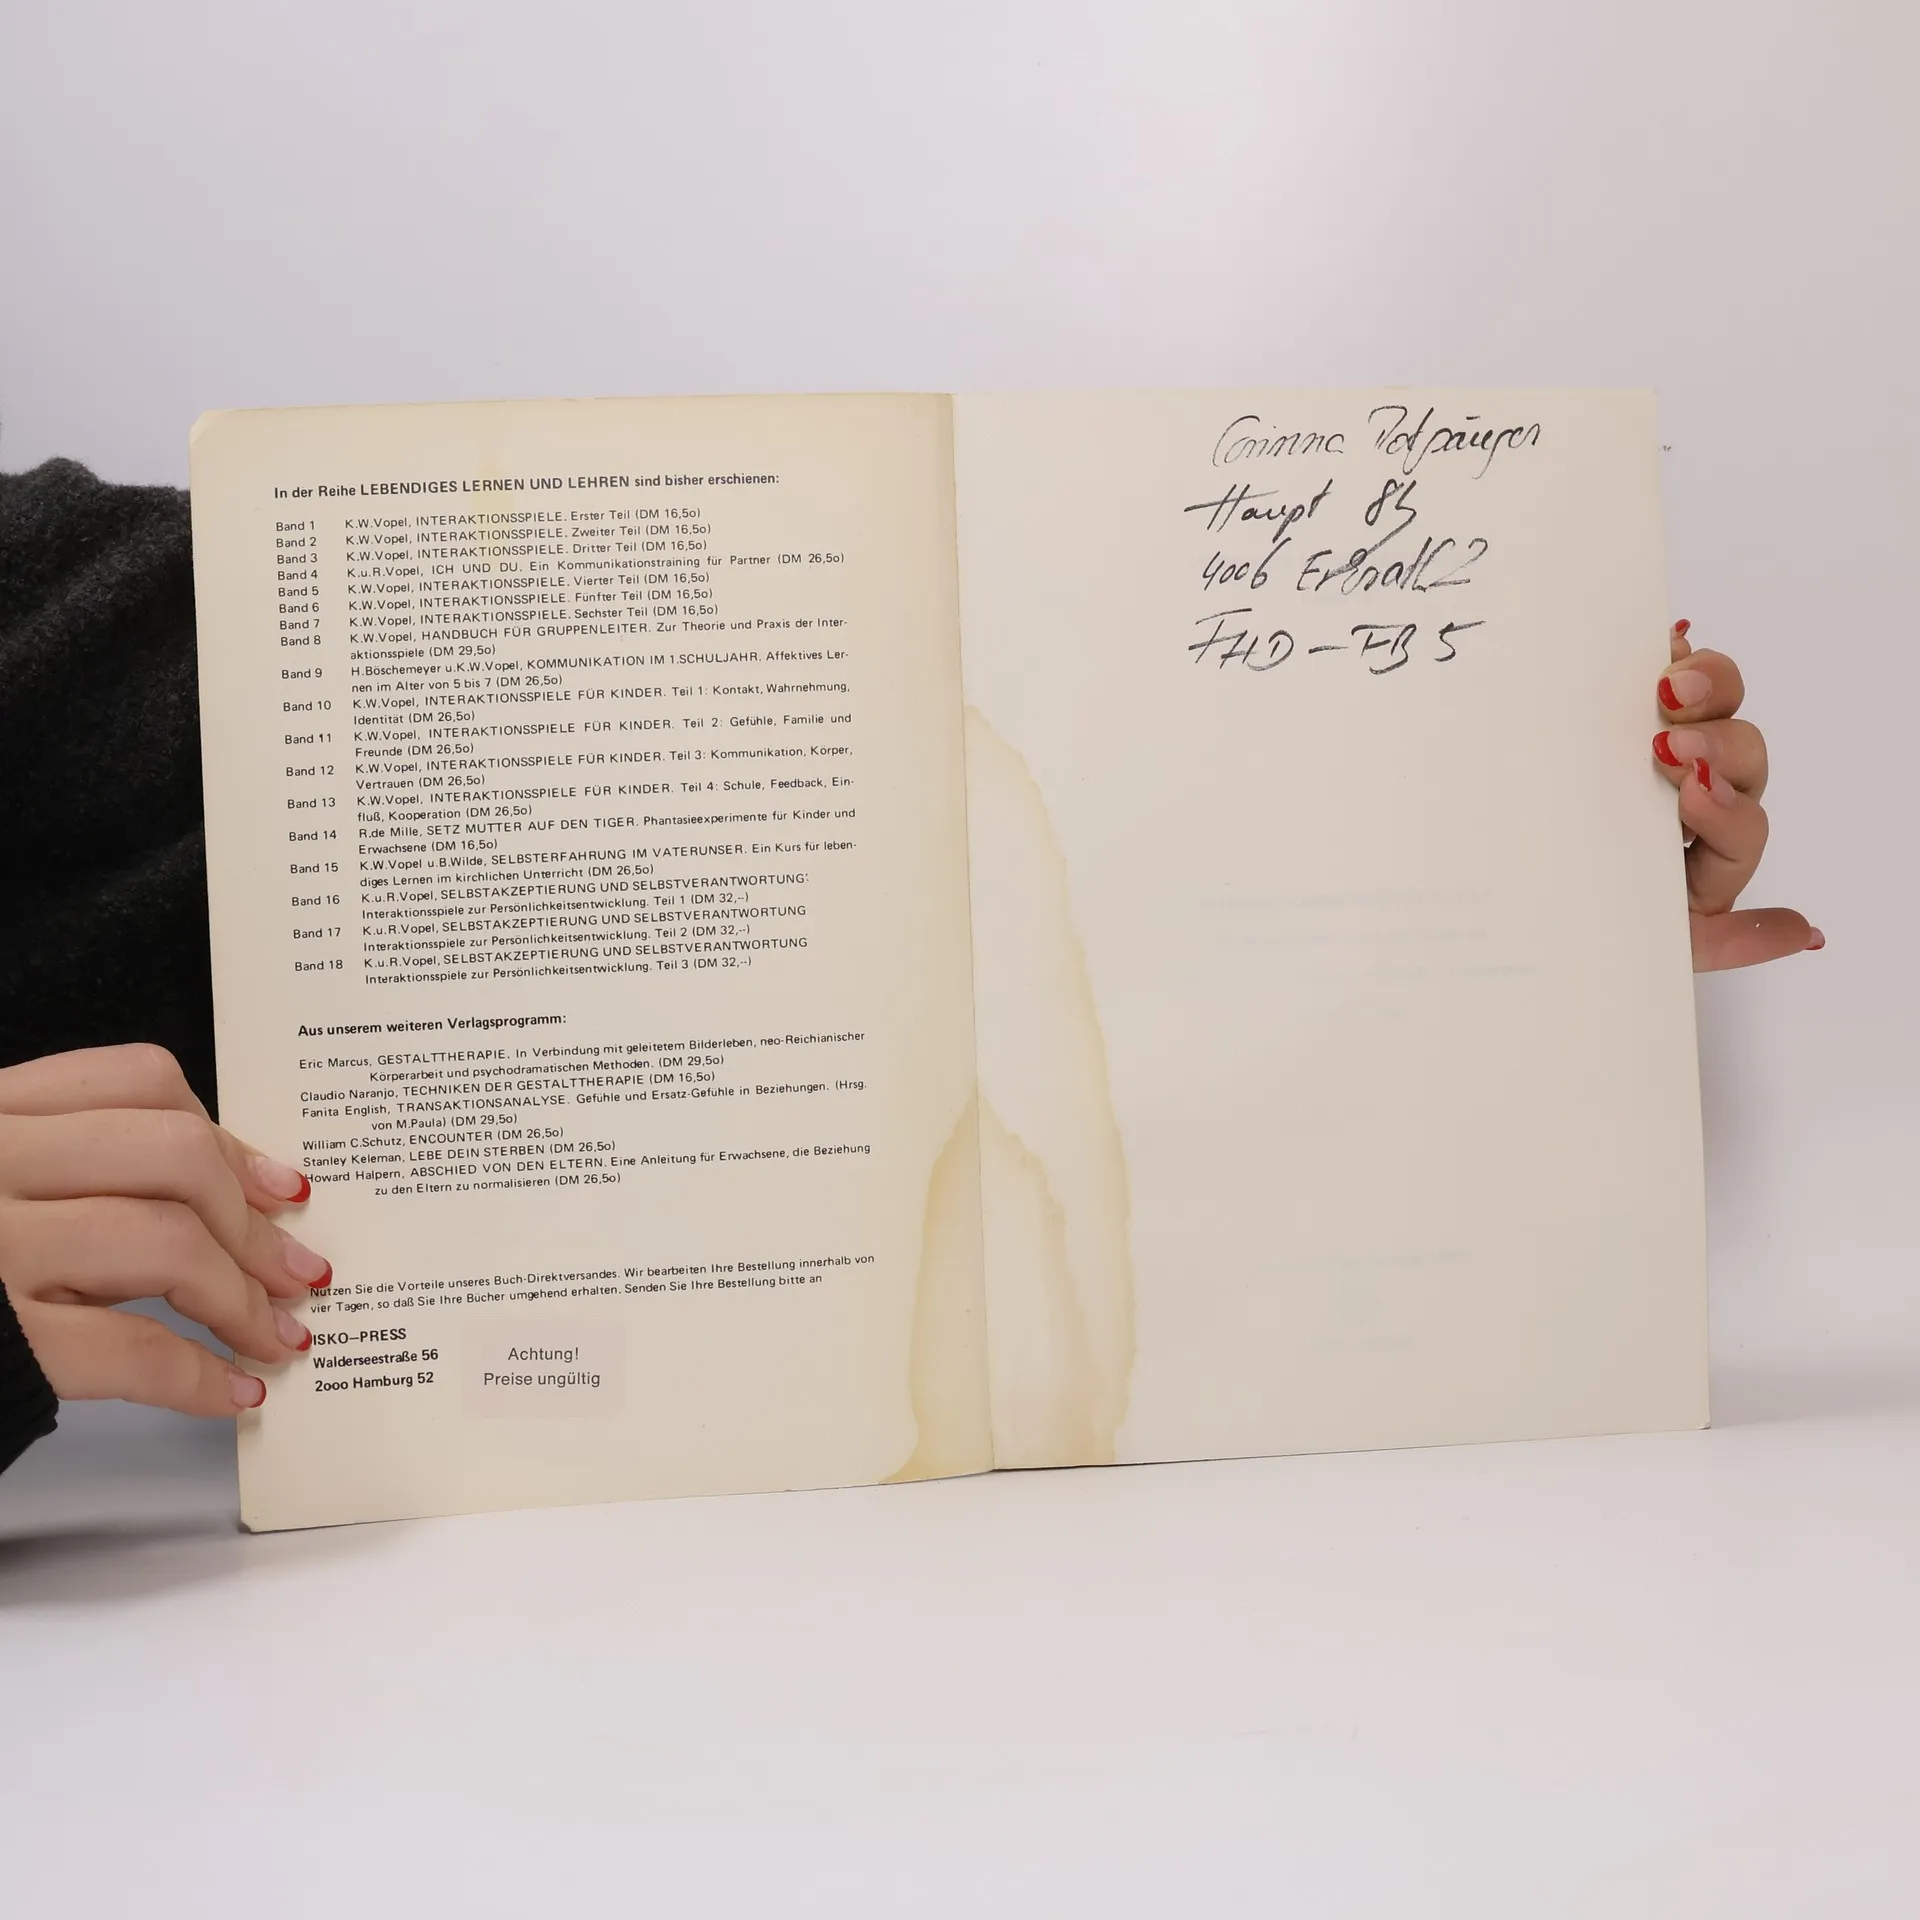 In der Reihe LEBENDIGES LERNEN UND LEHREN sind bisher erschienen:
Band 1 K.W.Vopel, INTERAKTIONSSPIELE. Erster Teil (DM 16,5o)
Band 2 K.W.Vopel, INTERAKTIONSSPIELE. Zweiter Teil (DM 16,5o)
Band 3 K.W.Vopel, INTERAKTIONSSPIELE. Dritter Teil (DM 16,5o)
Band 4 K.u.R.Vopel, ICH UND DU. Ein Kommunikationstraining für Partner (DM 26,5o)
Band 5 K.W.Vopel, INTERAKTIONSSPIELE. Vierter Teil (DM 16,5o)
Band 6 K.W.Vopel, INTERAKTIONSSPIELE. Fünfter Teil (DM 16,5o)
Band 7 K.W.Vopel, INTERAKTIONSSPIELE. Sechster Teil (DM 16,5o)
Band 8 K.W.Vopel, HANDBUCH FÜR GRUPPENLEITER. Zur Theorie und Praxis der Inter-
aktionsspiele (DM 29,5o)
Band 9 H.Böschemeyer u.K.W.Vopel, KOMMUNIKATION IM 1.SCHULJAHR. Affektives Ler-
nen im Alter von 5 bis 7 (DM 26,5o)
Band 10 K.W.Vopel, INTERAKTIONSSPIELE FÜR KINDER. Teil 1: Kontakt, Wahrnehmung,
Identität (DM 26,5o)
Band 11 K.W.Vopel, INTERAKTIONSSPIELE FÜR KINDER. Teil 2: Gefühle, Familie und
Freunde (DM 26,5o)
Band 12 K.W.Vopel, INTERAKTIONSSPIELE FÜR KINDER. Teil 3: Kommunikation, Körper,
Vertrauen (DM 26,5o)
Band 13 K.W.Vopel, INTERAKTIONSSPIELE FÜR KINDER. Teil 4: Schule, Feedback, Ein-
fluß, Kooperation (DM 26,5o)
Band 14 R.de Mille, SETZ MUTTER AUF DEN TIGER. Phantasieexperimente für Kinder und
Erwachsene (DM 16,5o)
Band 15 K.W.Vopel u.B.Wilde, SELBSTERFAHRUNG IM VATERUNSER. Ein Kurs für leben-
diges Lernen im kirchlichen Unterricht (DM 26,5o)
Band 16 K.u.R.Vopel, SELBSTAKZEPTIERUNG UND SELBSTVERANTWORTUNG:
Interaktionsspiele zur Persönlichkeitsentwicklung. Teil 1 (DM 32,--)
Band 17 K.u.R.Vopel, SELBSTAKZEPTIERUNG UND SELBSTVERANTWORTUNG
Interaktionsspiele zur Persönlichkeitsentwicklung. Teil 2 (DM 32,--)
Band 18 K.u.R.Vopel, SELBSTAKZEPTIERUNG UND SELBSTVERANTWORTUNG
Interaktionsspiele zur Persönlichkeitsentwicklung. Teil 3 (DM 32,--)
Aus unserem weiteren Verlagsprogramm:
Eric Marcus, GESTALTTHERAPIE. In Verbindung mit geleitetem Bilderleben, neo-Reichianischer
Körperarbeit und psychodramatischen Methoden. (DM 29,5o)
Claudio Naranjo, TECHNIKEN DER GESTALTTHERAPIE (DM 16,5o)
Fanita English, TRANSAKTIONSANALYSE. Gefühle und Ersatz-Gefühle in Beziehungen. (Hrsg.
von M.Paula) (DM 29,5o)
William C.Schutz, ENCOUNTER (DM 26,5o)
Stanley Keleman, LEBE DEIN STERBEN (DM 26,5o)
Howard Halpern, ABSCHIED VON DEN ELTERN. Eine Anleitung für Erwachsene, die Beziehung
zu den Eltern zu normalisieren (DM 26,5o)
Nutzen Sie die Vorteile unseres Buch-Direktversandes. Wir bearbeiten Ihre Bestellung innerhalb von
vier Tagen, so daß Sie Ihre Bücher umgehend erhalten. Senden Sie Ihre Bestellung bitte an
ISKO–PRESS
Walderseestraße 56
2ooo Hamburg 52
Achtung!
Preise ungültig
Corinna
Haupt
4006 2
FHD – FB 5